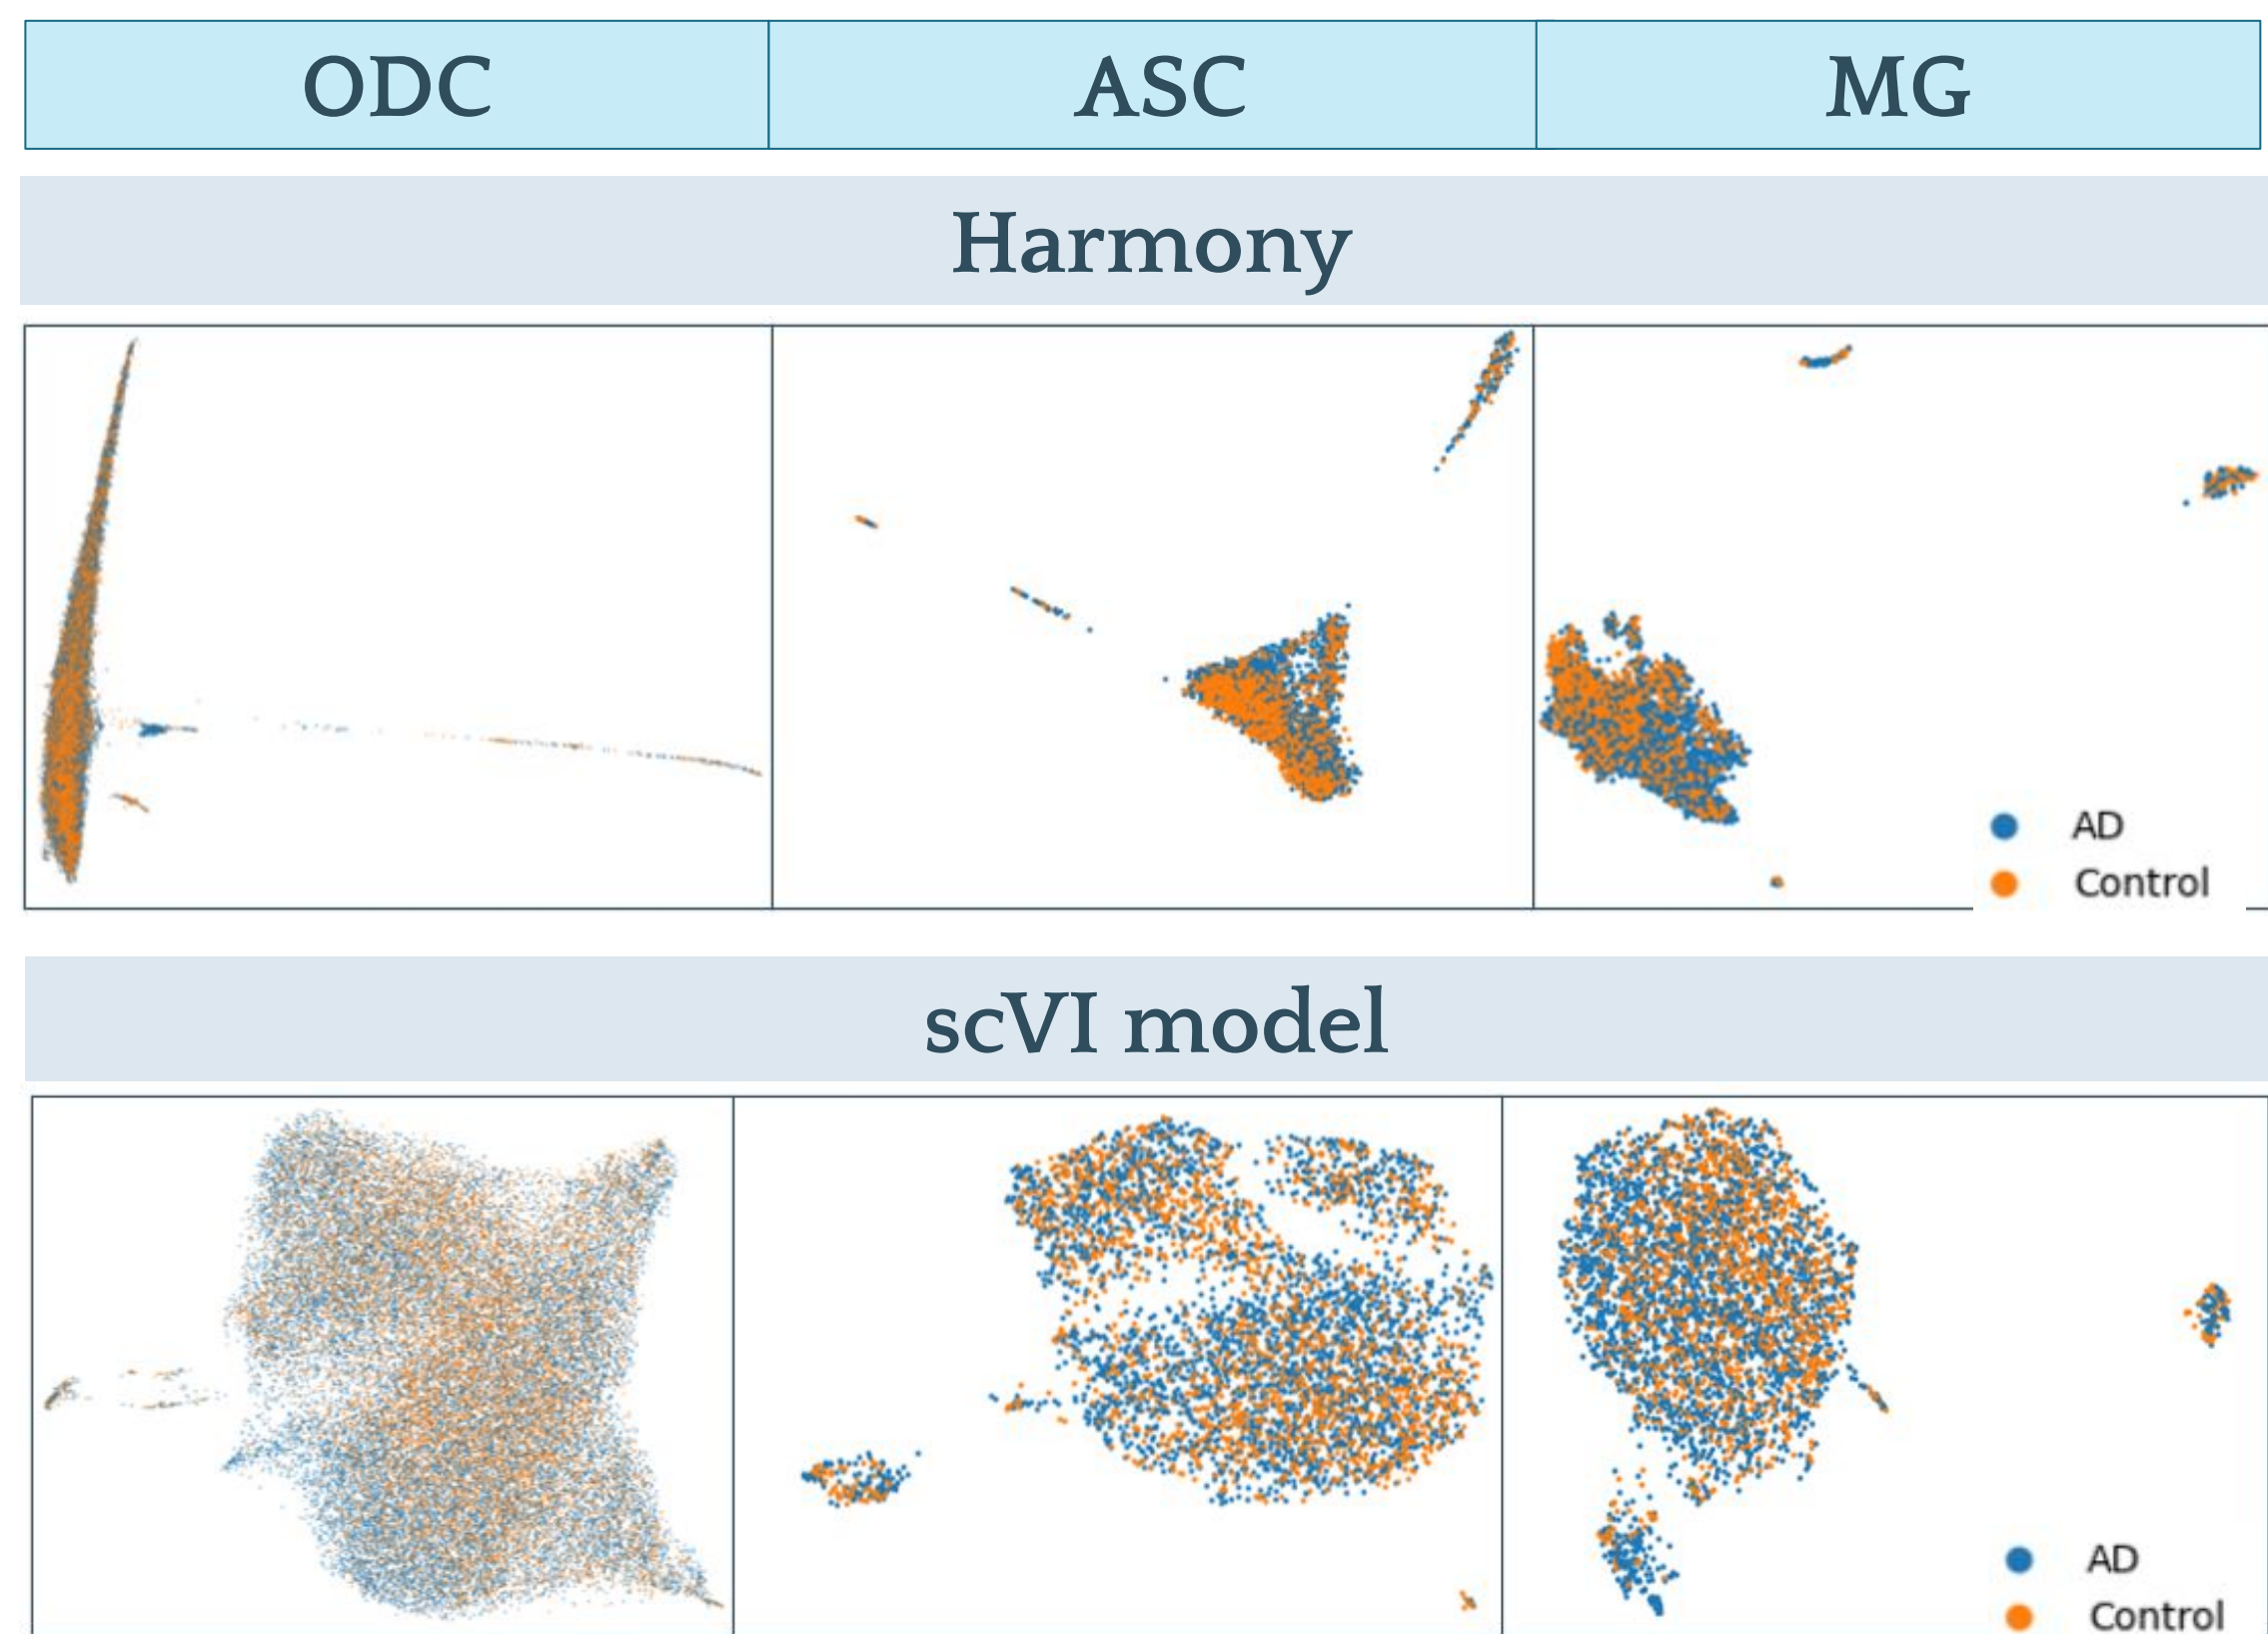 ODC ASC MG
Harmony
AD
Control
scVI model
AD
Control